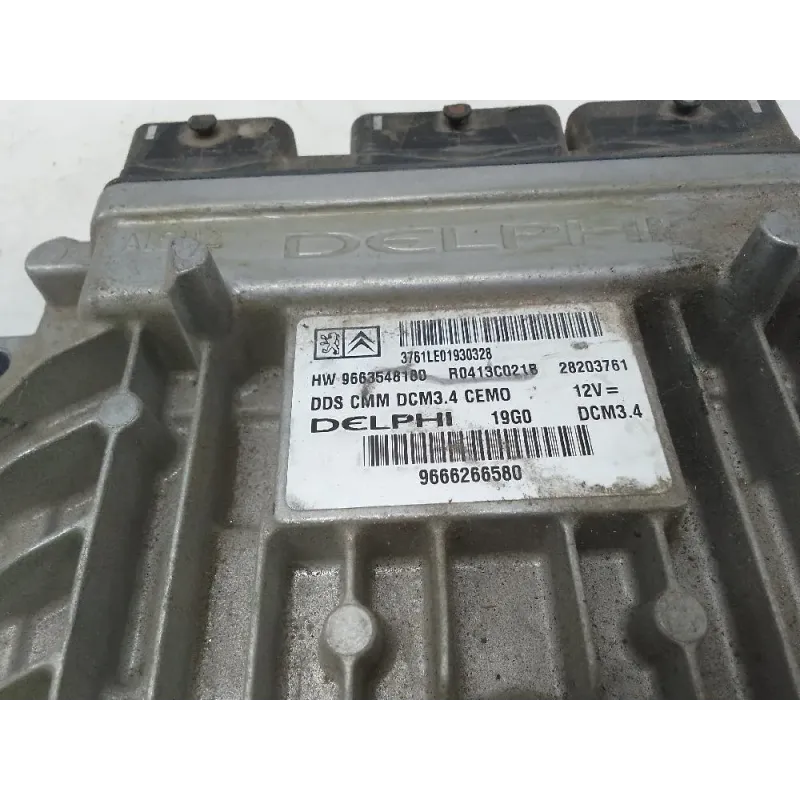 DELPHI
3761LE01930328
HW 9663548180 R0413C021B 28203761
DDS CMM DCM3.4 CEMO 12V=
DELPHI 19G0 DCM3.4
9666266580